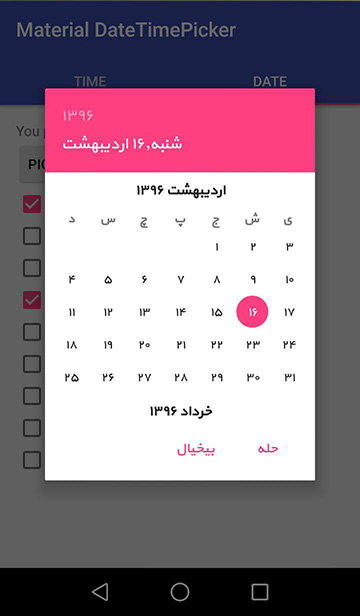 Material DateTimePicker
TIME DATE
۱۳۹۶
شنبه,۱۶ اردیبهشت
اردیبهشت ۱۳۹۶
د س چ پ ج ش ی
۱ ۲ ۳
۴ ۵ ۶ ۷ ۸ ۹ ۱۰
۱۱ ۱۲ ۱۳ ۱۴ ۱۵ ۱۶ ۱۷
۱۸ ۱۹ ۲۰ ۲۱ ۲۲ ۲۳ ۲۴
۲۵ ۲۶ ۲۷ ۲۸ ۲۹ ۳۰ ۳۱
خرداد ۱۳۹۶
بیخیال حله